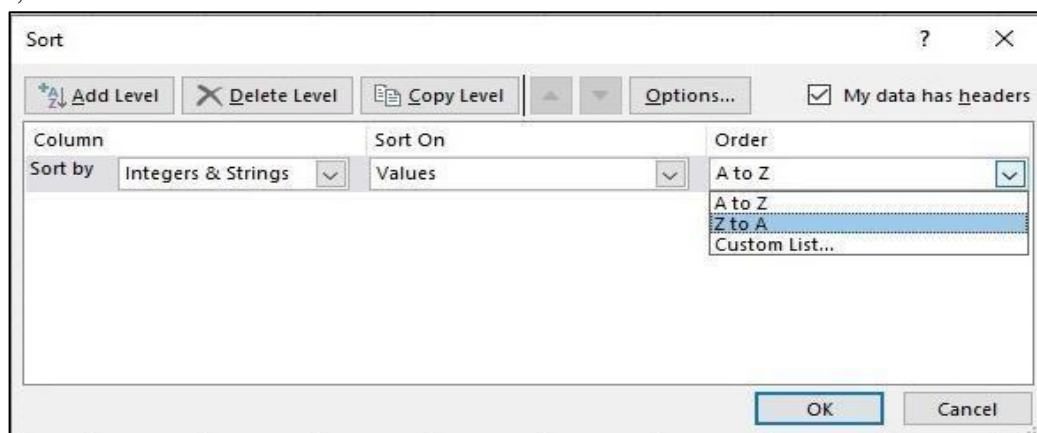 Sort ?
Add Level Delete Level Copy Level Options... My data has headers
Column Sort On Order
Sort by Integers & Strings Values A to Z
A to Z
Z to A
Custom List...
OK Cancel